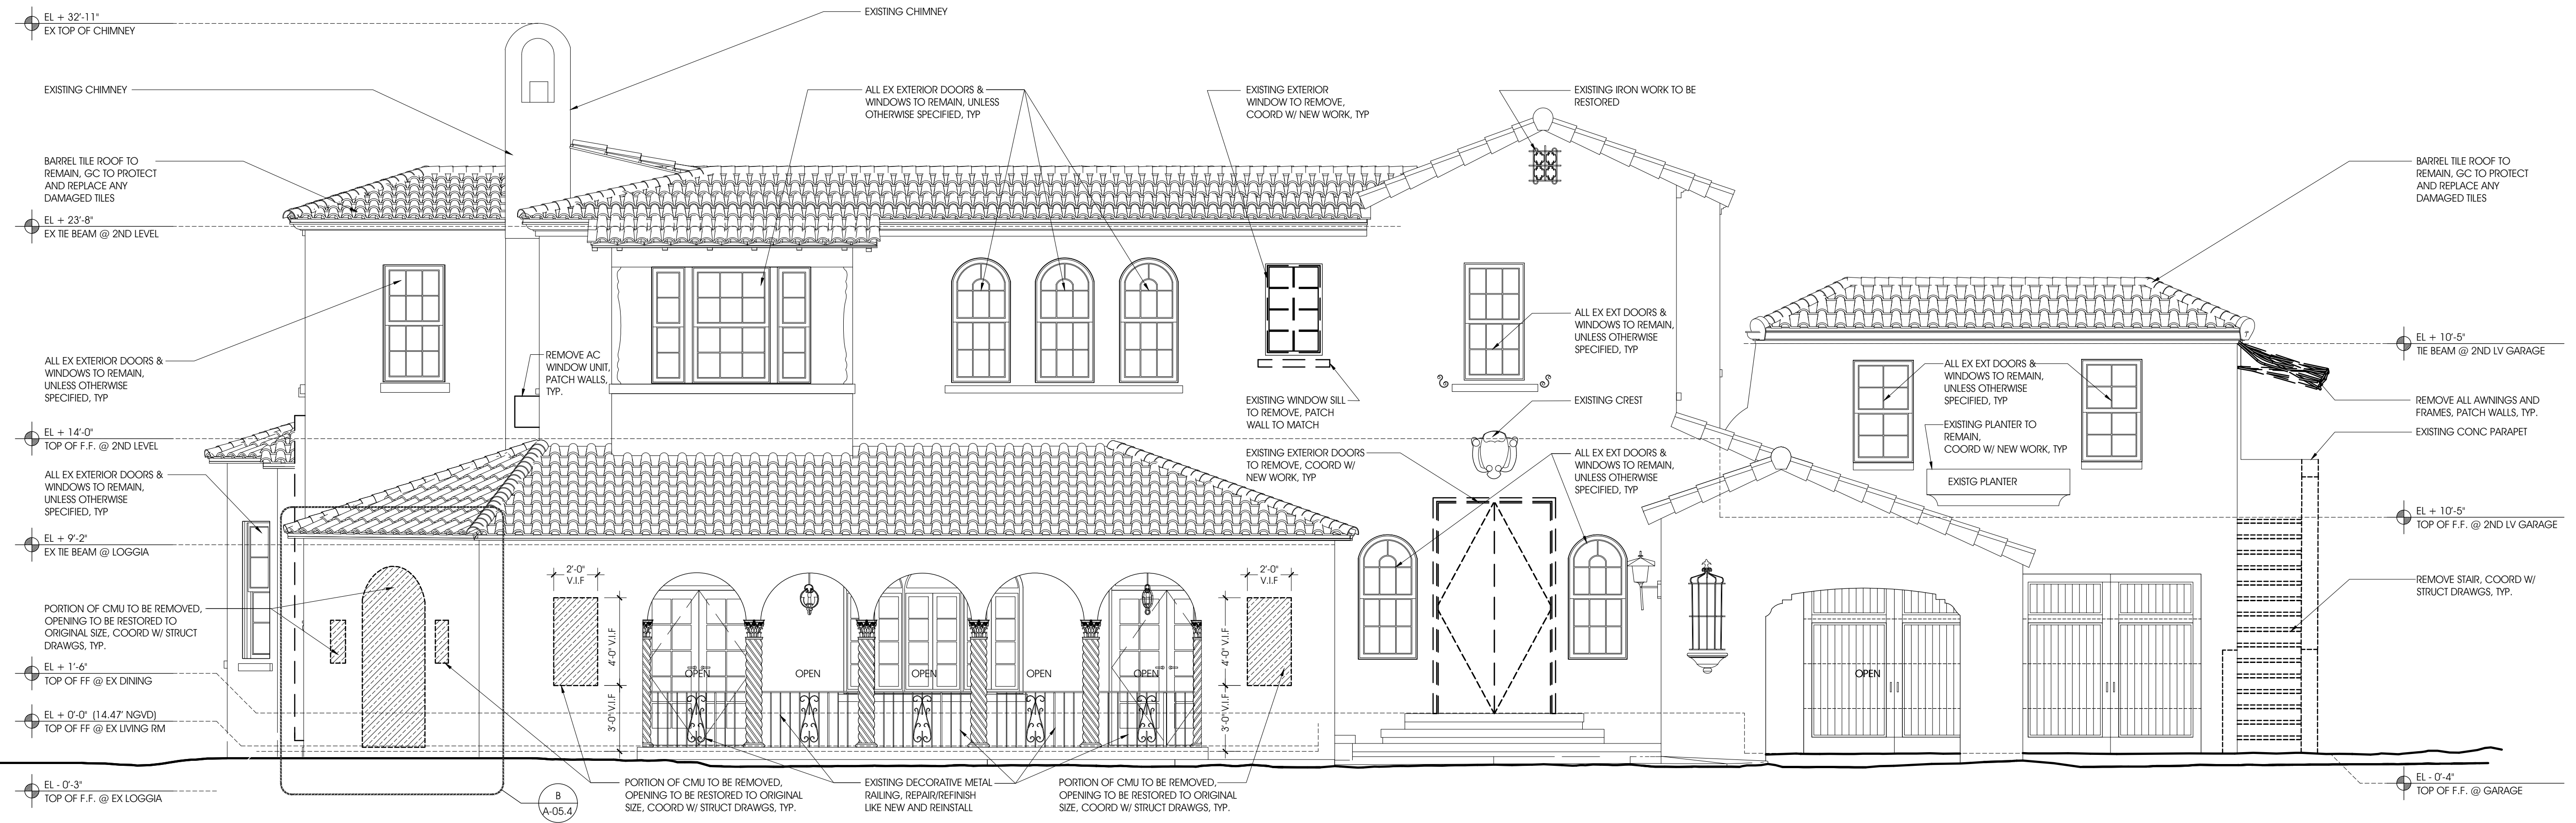 EL + 32'-11"
EX TOP OF CHIMNEY
EXISTING CHIMNEY
EXISTING CHIMNEY
ALL EX EXTERIOR DOORS &
WINDOWS TO REMAIN, UNLESS
OTHERWISE SPECIFIED, TYP
EXISTING EXTERIOR
WINDOW TO REMOVE,
COORD W/ NEW WORK, TYP
EXISTING IRON WORK TO BE
RESTORED
BARREL TILE ROOF TO
REMAIN, GC TO PROTECT
AND REPLACE ANY
DAMAGED TILES
BARREL TILE ROOF TO
REMAIN, GC TO PROTECT
AND REPLACE ANY
DAMAGED TILES
EL + 23'-8"
EX TIE BEAM @ 2ND LEVEL
ALL EX EXTERIOR DOORS &
WINDOWS TO REMAIN,
UNLESS OTHERWISE
SPECIFIED, TYP
REMOVE AC
WINDOW UNIT,
PATCH WALLS,
TYP.
ALL EX EXT DOORS &
WINDOWS TO REMAIN,
UNLESS OTHERWISE
SPECIFIED, TYP
EL + 10'-5"
TIE BEAM @ 2ND LV GARAGE
ALL EX EXT DOORS &
WINDOWS TO REMAIN,
UNLESS OTHERWISE
SPECIFIED, TYP
EXISTING WINDOW SILL
TO REMOVE, PATCH
WALL TO MATCH
EXISTING CREST
REMOVE ALL AWNINGS AND
FRAMES, PATCH WALLS, TYP.
EXISTING PLANTER TO
REMAIN,
COORD W/ NEW WORK, TYP
EXISTING CONC PARAPET
EL + 14'-0"
TOP OF F.F. @ 2ND LEVEL
ALL EX EXTERIOR DOORS &
WINDOWS TO REMAIN,
UNLESS OTHERWISE
SPECIFIED, TYP
EXISTING EXTERIOR DOORS
TO REMOVE, COORD W/
NEW WORK, TYP
ALL EX EXT DOORS &
WINDOWS TO REMAIN,
UNLESS OTHERWISE
SPECIFIED, TYP
EXISTG PLANTER
EL + 10'-5"
TOP OF F.F. @ 2ND LV GARAGE
EL + 9'-2"
EX TIE BEAM @ LOGGIA
2'-0"
V.I.F
2'-0"
V.I.F
REMOVE STAIR, COORD W/
STRUCT DRAWGS, TYP.
PORTION OF CMU TO BE REMOVED,
OPENING TO BE RESTORED TO
ORIGINAL SIZE, COORD W/ STRUCT
DRAWGS, TYP.
4'-0" V.I.F
4'-0" V.I.F
EL + 1'-6"
TOP OF FF @ EX DINING
OPEN
OPEN
OPEN
OPEN
OPEN
OPEN
3'-0" V.I.F
3'-0" V.I.F
EL + 0'-0" (14.47' NGVD)
TOP OF FF @ EX LIVING RM
EL - 0'-3"
TOP OF F.F. @ EX LOGGIA
B
A-05.4
PORTION OF CMU TO BE REMOVED,
OPENING TO BE RESTORED TO ORIGINAL
SIZE, COORD W/ STRUCT DRAWGS, TYP.
EXISTING DECORATIVE METAL
RAILING, REPAIR/REFINISH
LIKE NEW AND REINSTALL
PORTION OF CMU TO BE REMOVED,
OPENING TO BE RESTORED TO ORIGINAL
SIZE, COORD W/ STRUCT DRAWGS, TYP.
EL - 0'-4"
TOP OF F.F. @ GARAGE